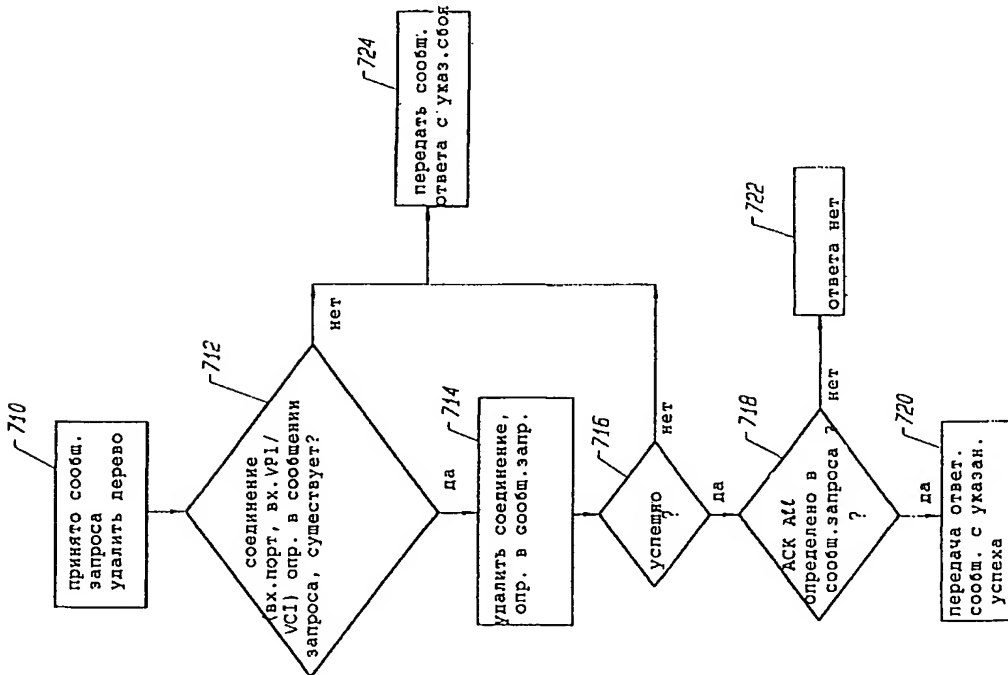 710
принято сообщ.
запроса
удалить дерево
712
соединение
(вх.порт, вх.VPI/
VCI) опр. в сообщении
запроса, существует?
нет
да
724
передать сообщ.
ответа с указ.сбоя
714
удалить соединение,
опр. в сообщ.запр.
716
успешно
?
нет
да
718
ACK All
определено в
сообщ.запроса
?
нет
да
722
ответа нет
720
передача ответ.
сообщ. с указан.
успеха